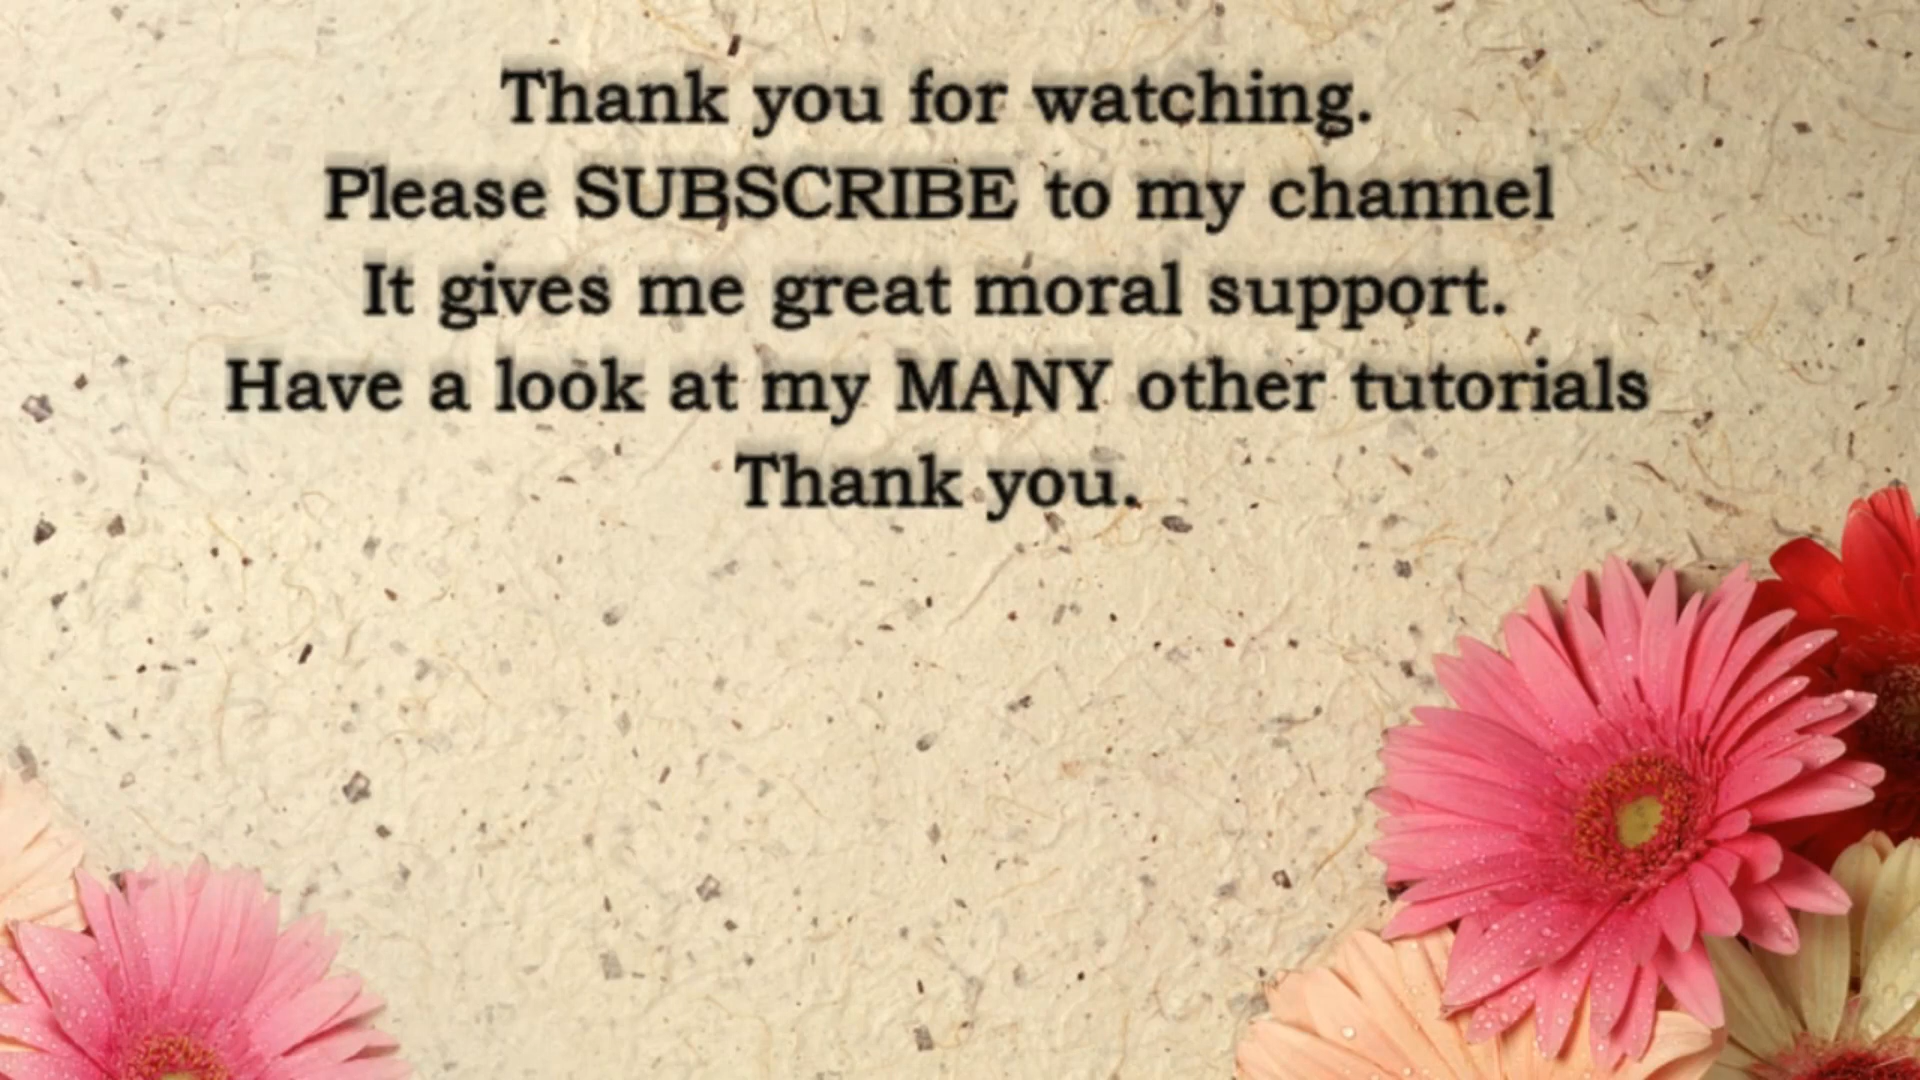 Thank you for watching.
Please SUBSCRIBE to my channel
It gives me great moral support.
Have a look at my MANY other tutorials
Thank you.